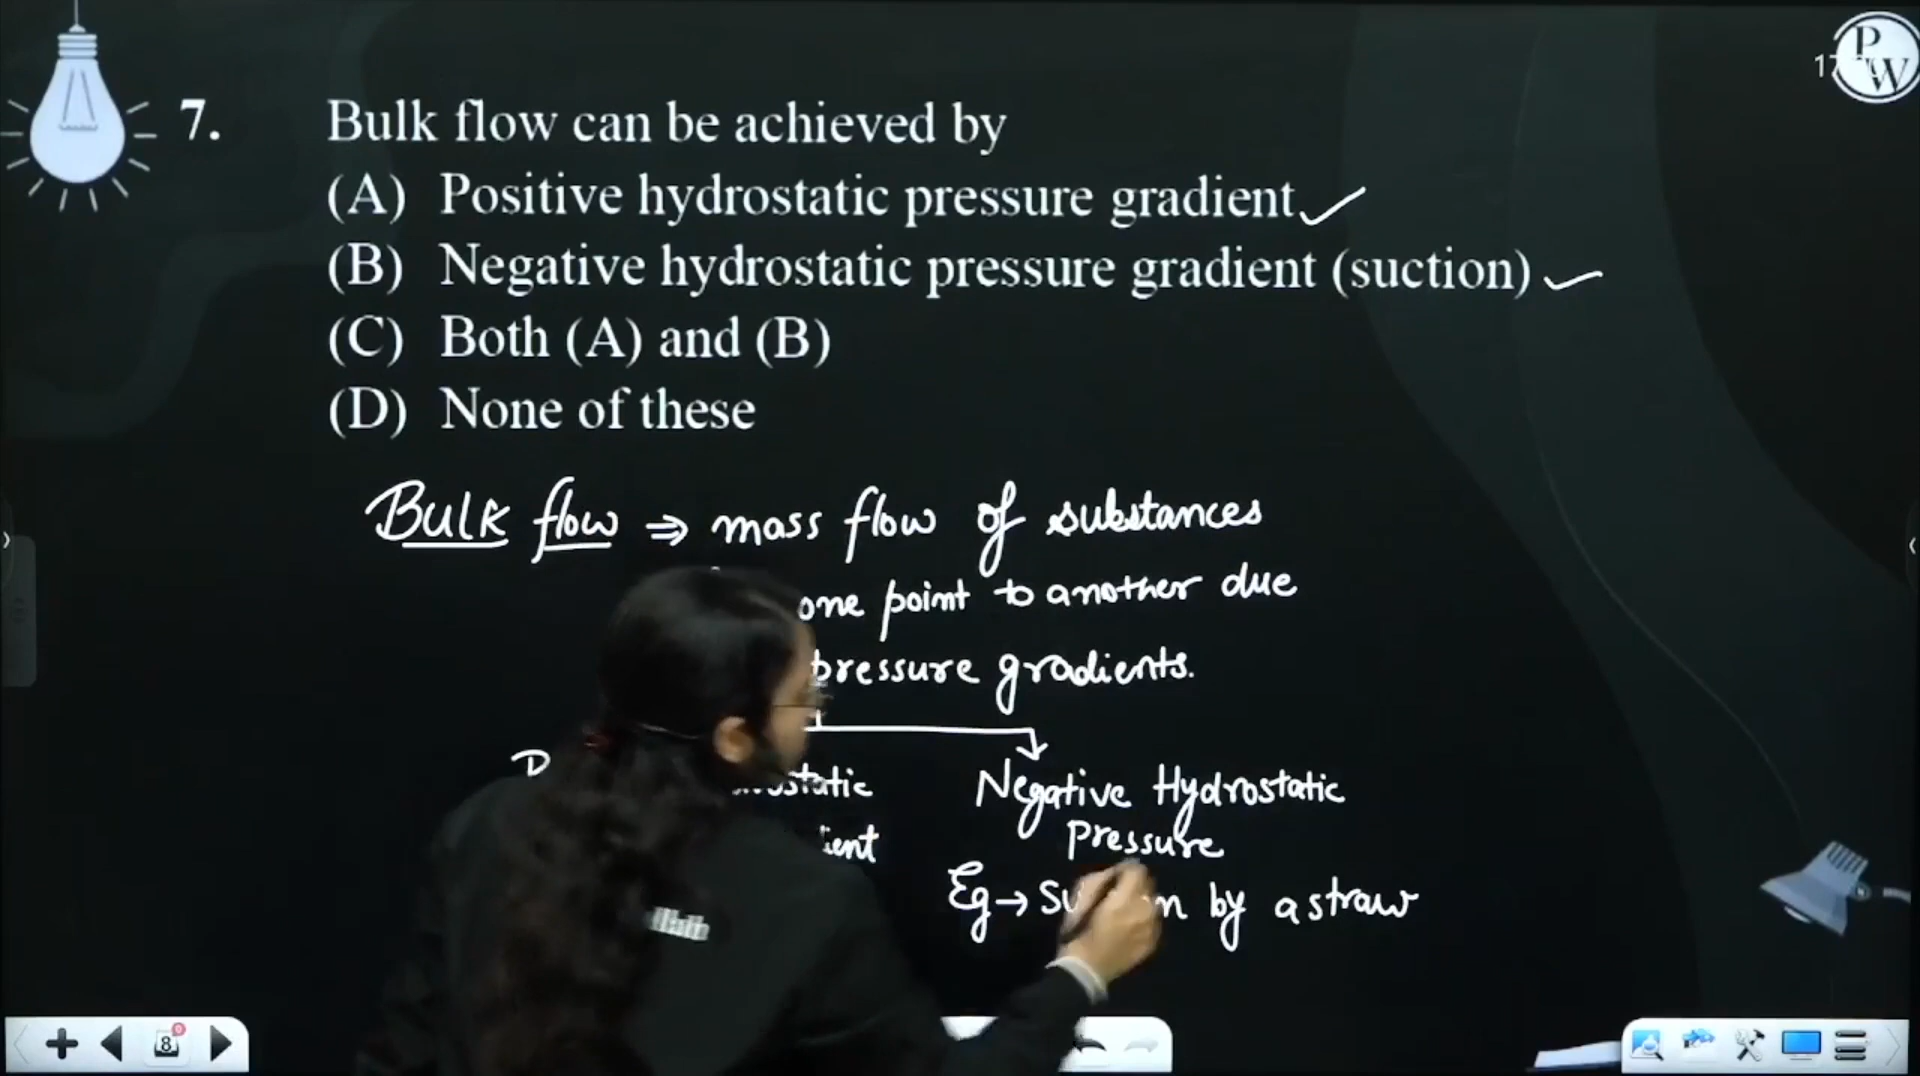 7. Bulk flow can be achieved by
(A) Positive hydrostatic pressure gradient
(B) Negative hydrostatic pressure gradient (suction)
(C) Both (A) and (B)
(D) None of these
Bulk flow ⇒ mass flow of substances
one point to another due
pressure gradients.
Negative Hydrostatic
Pressure
Eg → by a straw
PW
8
0